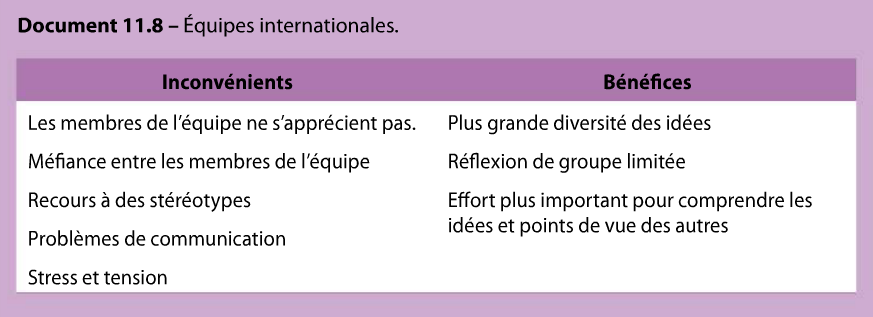 Document 11.8 – Équipes internationales.
Inconvénients
Bénéfices
Les membres de l'équipe ne s'apprécient pas.
Plus grande diversité des idées
Méfiance entre les membres de l'équipe
Réflexion de groupe limitée
Recours à des stéréotypes
Effort plus important pour comprendre les
idées et points de vue des autres
Problèmes de communication
Stress et tension